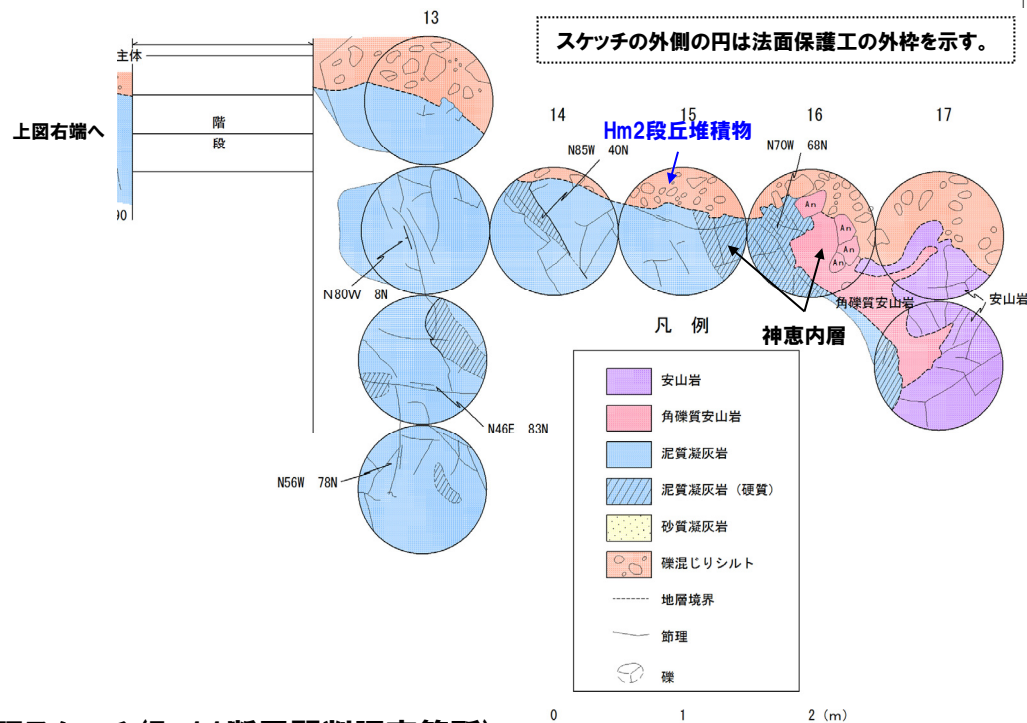 13
スケッチの外側の円は法面保護工の外枠を示す。
主体
上図右端へ
階
段
14
15
16
17
Hm2段丘堆積物
N85W 40N
N70W 68N
An
An
An
An
N80W 8N
角礫質安山岩
安山岩
神恵内層
N46E 83N
N56W 78N
凡 例
安山岩
角礫質安山岩
泥質凝灰岩
泥質凝灰岩（硬質）
砂質凝灰岩
礫混じりシルト
地層境界
節理
礫
0 1 2 (m)